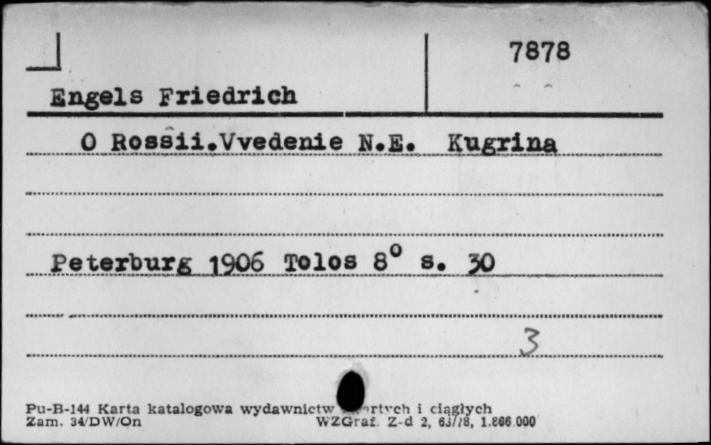 7878
Engels Friedrich
O Rossii.Vvedenie N.E. Kugrina
Peterburg 1906 Tolos 8° s. 30
3
Pu-B-144 Karta katalogowa wydawnictw i ciągłych
Zam. 34/DW/On WZGraf. Z-d 2, 1.866.000